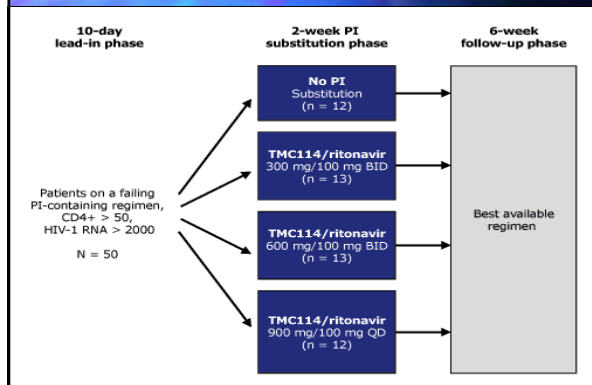 10-day
lead-in phase
2-week PI
substitution phase
6-week
follow-up phase
No PI
Substitution
(n = 12)
TMC114/ritonavir
300 mg/100 mg BID
(n = 13)
Patients on a failing
PI-containing regimen,
CD4+ > 50,
HIV-1 RNA > 2000
N = 50
TMC114/ritonavir
600 mg/100 mg BID
(n = 13)
TMC114/ritonavir
900 mg/100 mg QD
(n = 12)
Best available
regimen